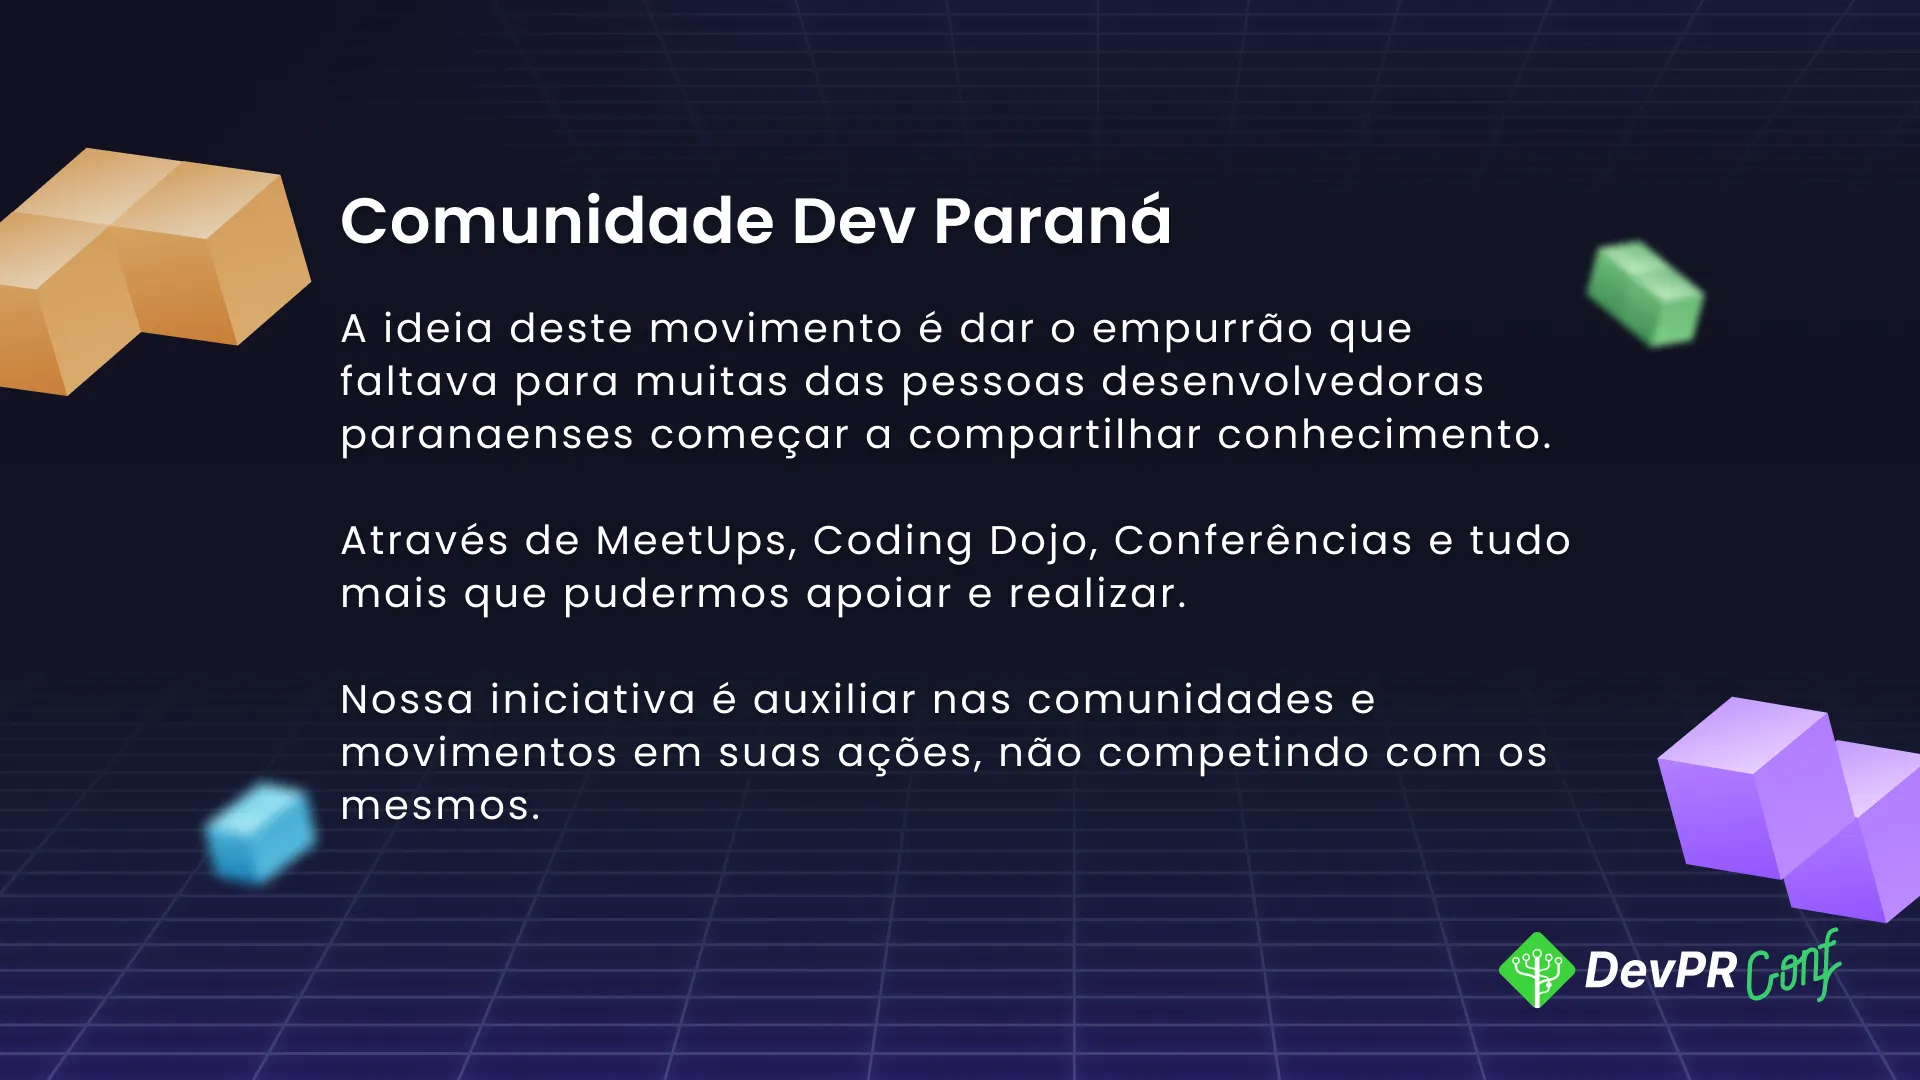 Comunidade Dev Paraná
A ideia deste movimento é dar o empurrão que
faltava para muitas das pessoas desenvolvedoras
paranaenses começar a compartilhar conhecimento.
Através de MeetUps, Coding Dojo, Conferências e tudo
mais que pudermos apoiar e realizar.
Nossa iniciativa é auxiliar nas comunidades e
movimentos em suas ações, não competindo com os
mesmos.
DevPR Conf